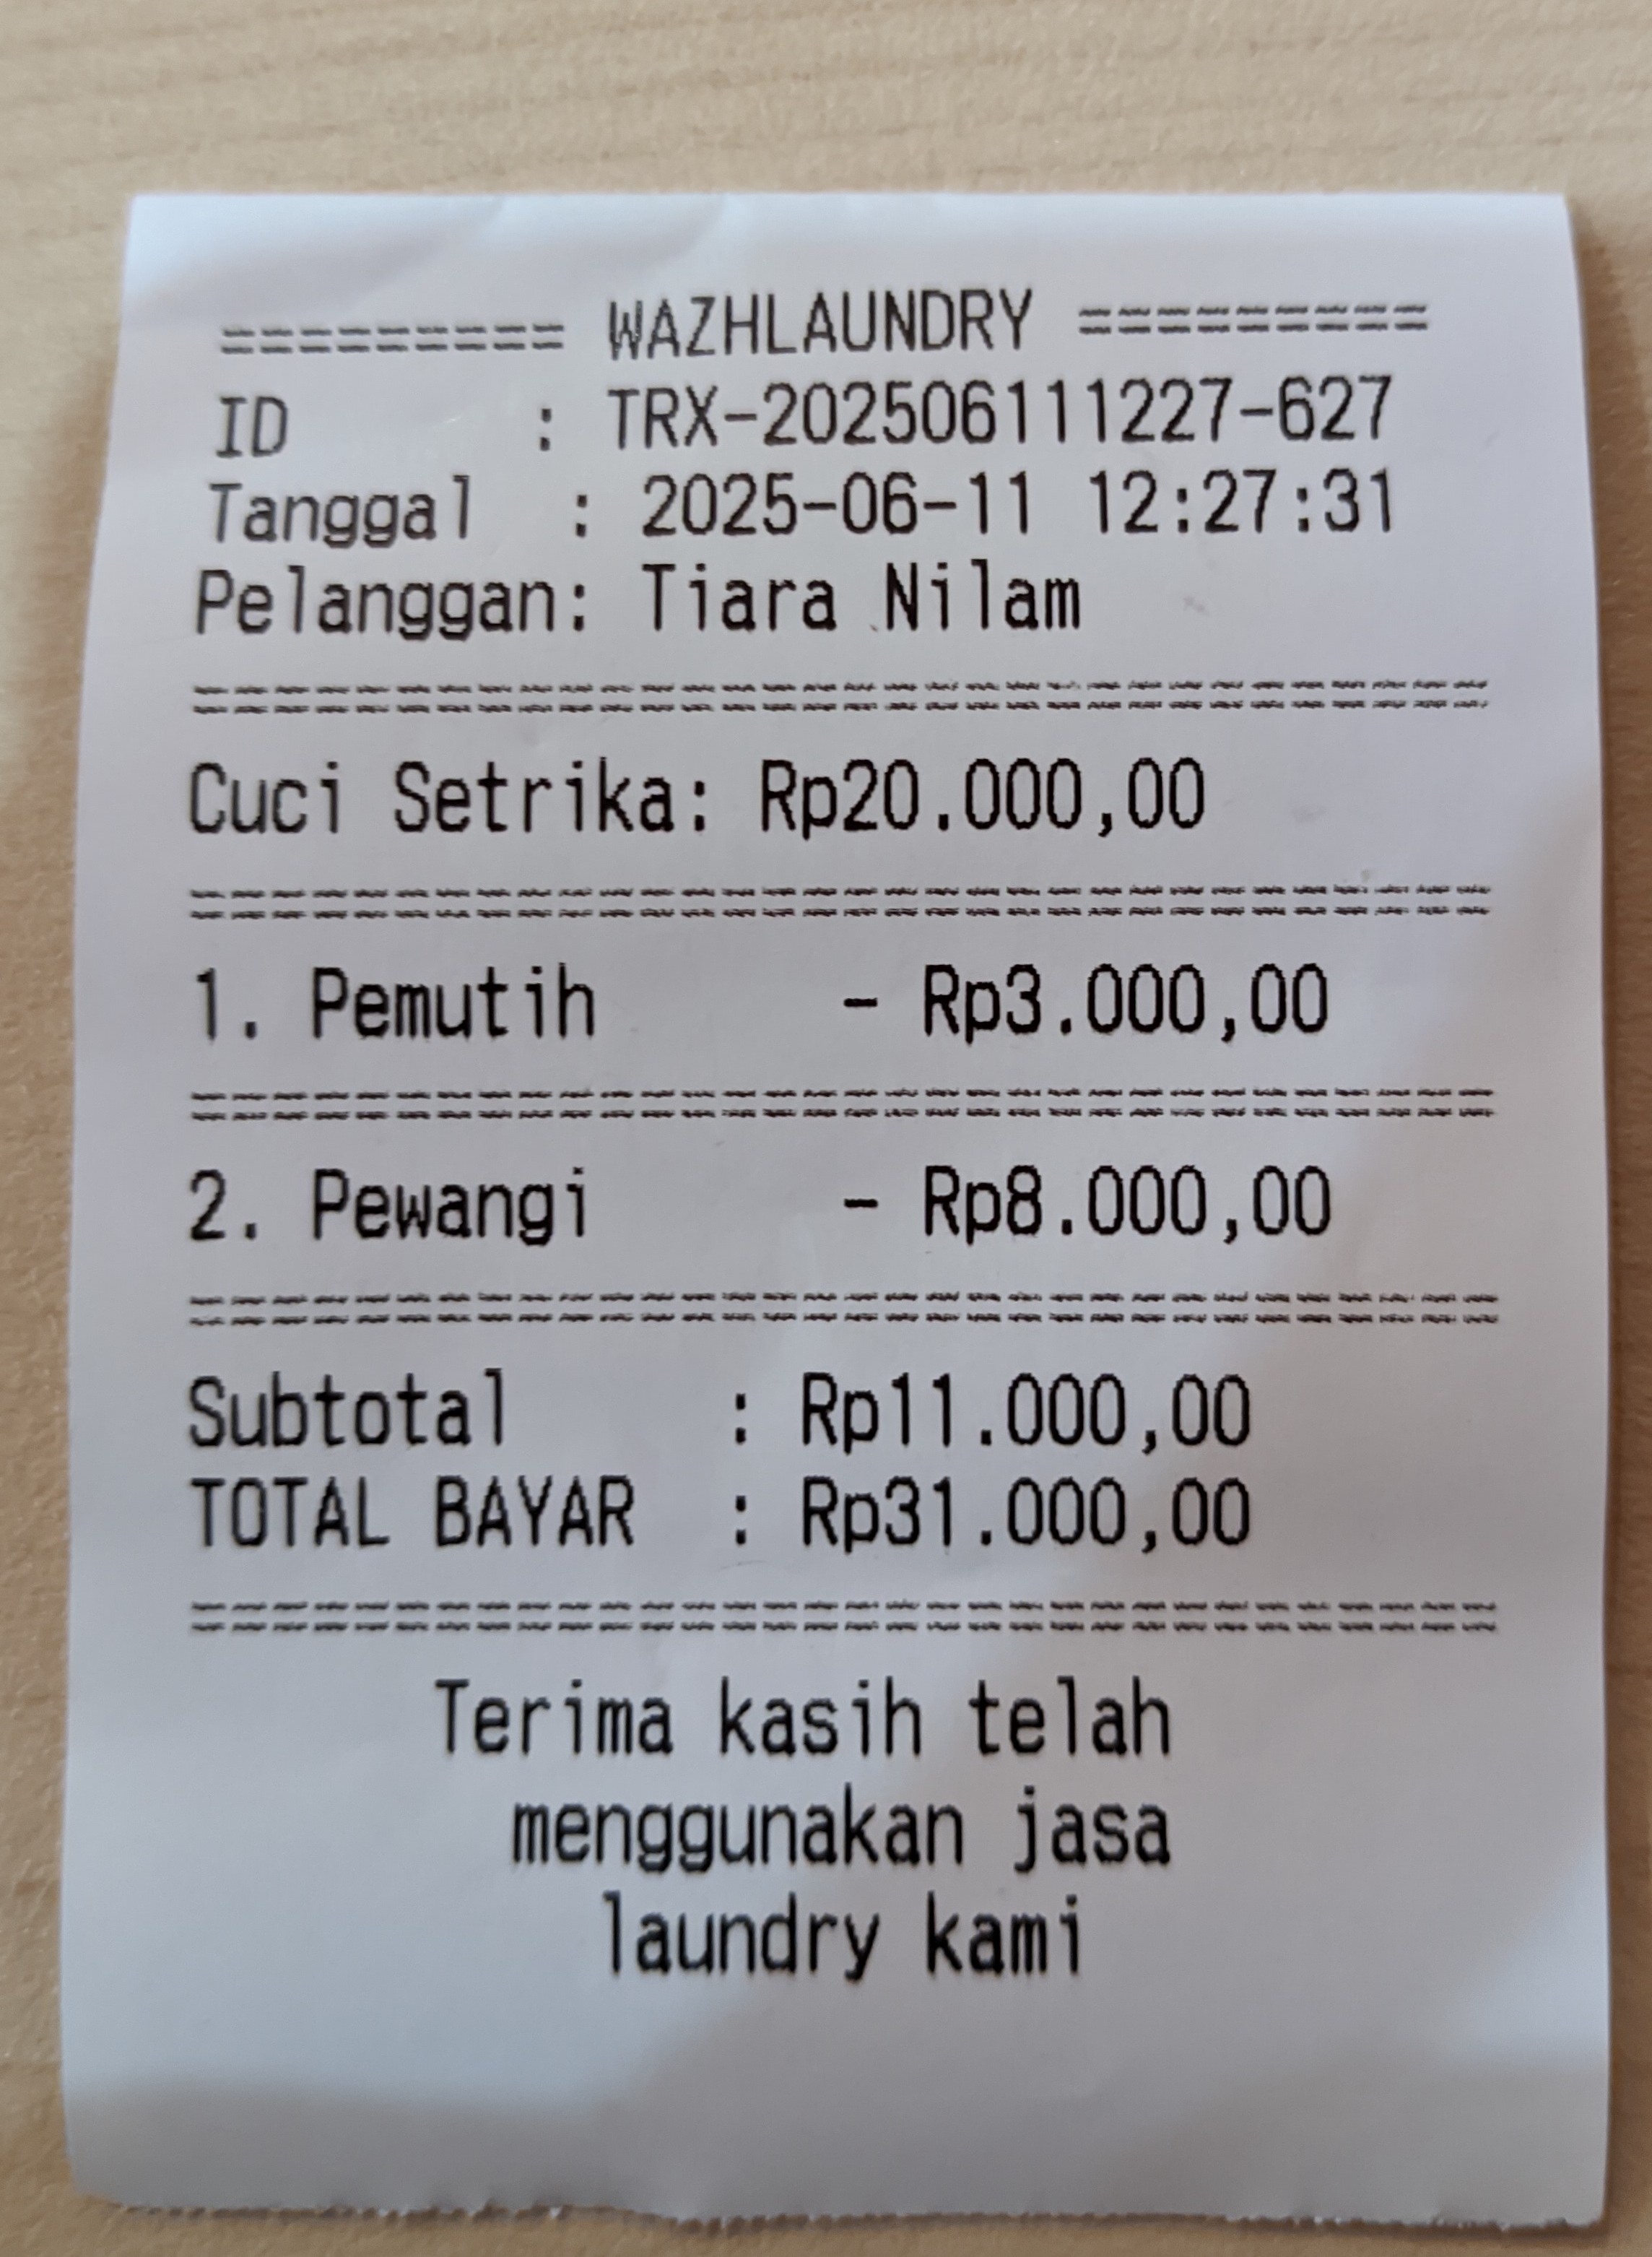 ========= WAZHLAUNDRY =========
ID : TRX-202506111227-627
Tanggal : 2025-06-11 12:27:31
Pelanggan: Tiara Nilam
================================
Cuci Setrika: Rp20.000,00
================================
1. Pemutih - Rp3.000,00
================================
2. Pewangi - Rp8.000,00
================================
Subtotal : Rp11.000,00
TOTAL BAYAR : Rp31.000,00
================================
Terima kasih telah
menggunakan jasa
laundry kami